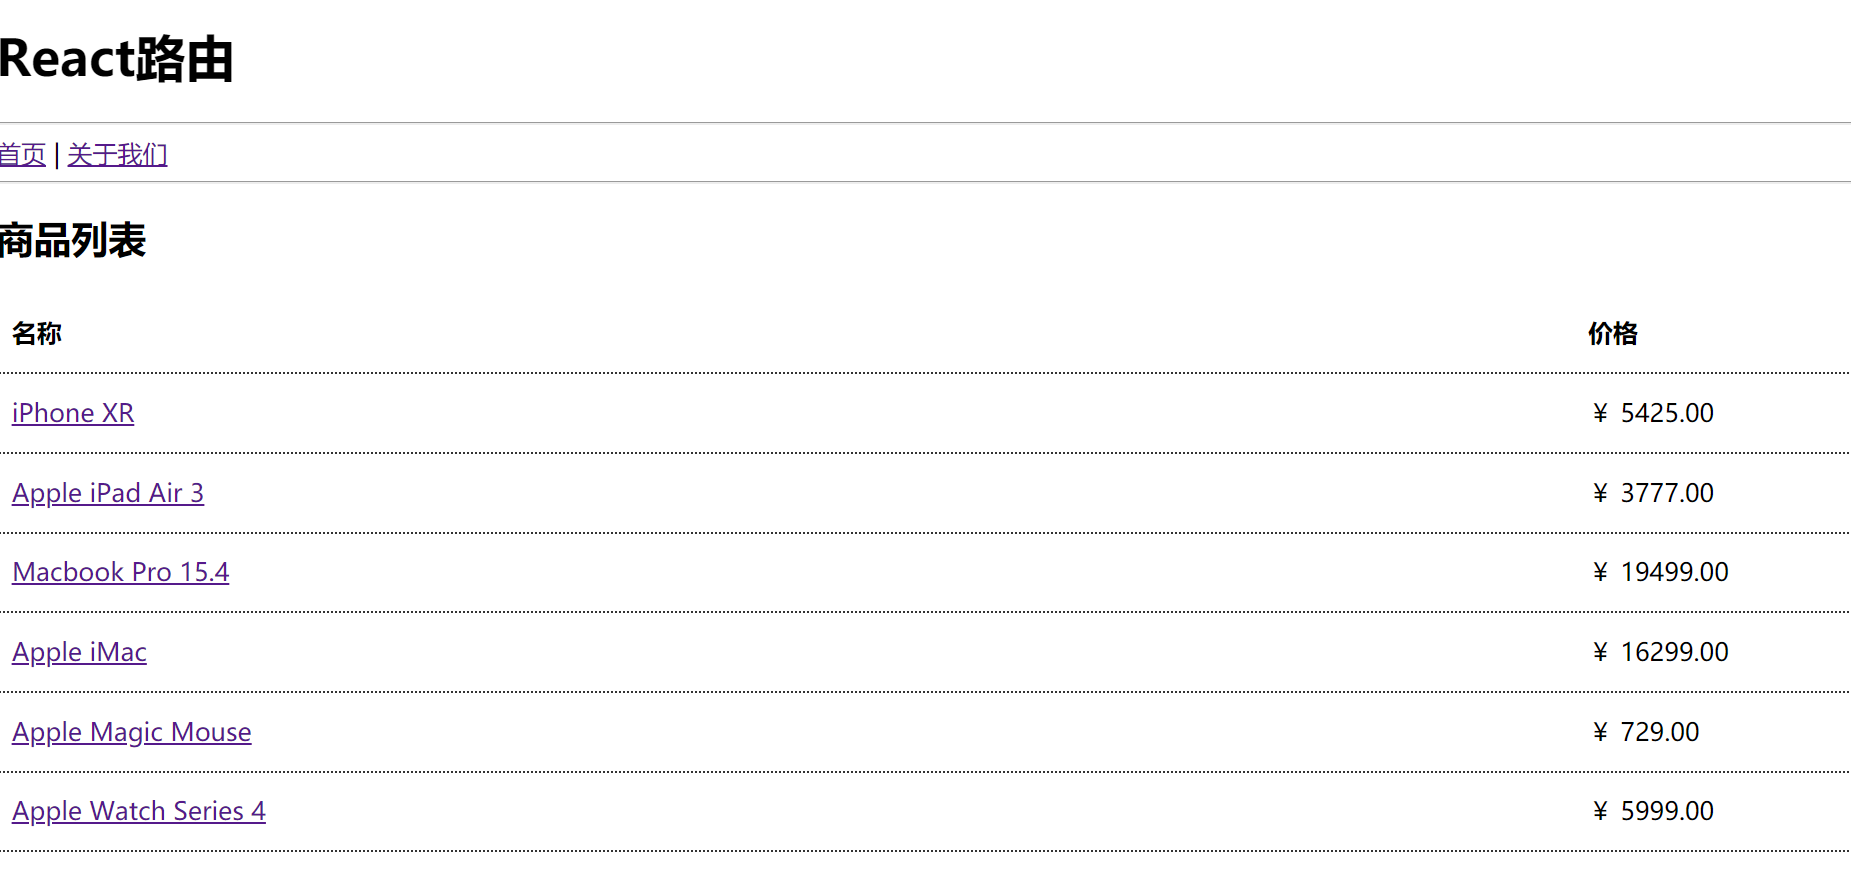 React路由
首页 | 关于我们
商品列表
名称 价格
iPhone XR ¥ 5425.00
Apple iPad Air 3 ¥ 3777.00
Macbook Pro 15.4 ¥ 19499.00
Apple iMac ¥ 16299.00
Apple Magic Mouse ¥ 729.00
Apple Watch Series 4 ¥ 5999.00